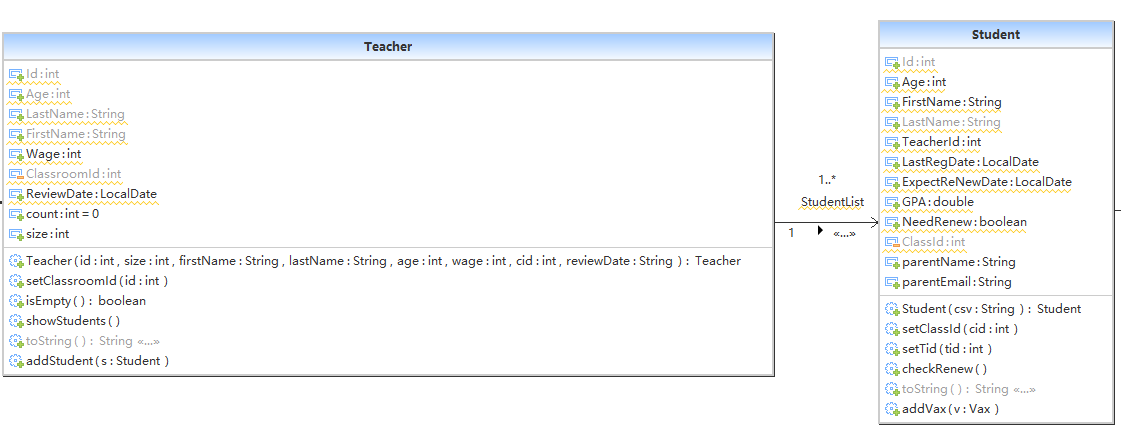 Teacher
Id:int
Age:int
LastName:String
FirstName:String
Wage:int
ClassroomId:int
ReviewDate:LocalDate
count:int = 0
size:int
Teacher(id:int, size:int, firstName:String, lastName:String, age:int, wage:int, cid:int, reviewDate:String): Teacher
setClassroomId(id:int)
isEmpty(): boolean
showStudents()
toString(): String «...»
addStudent(s:Student)
1..*
StudentList
1 «...»
Student
Id:int
Age:int
FirstName:String
LastName:String
TeacherId:int
LastRegDate:LocalDate
ExpectReNewDate:LocalDate
GPA:double
NeedRenew:boolean
ClassId:int
parentName:String
parentEmail:String
Student(csv:String): Student
setClassId(cid:int)
setTid(tid:int)
checkRenew()
toString(): String «...»
addVax(v:Vax)